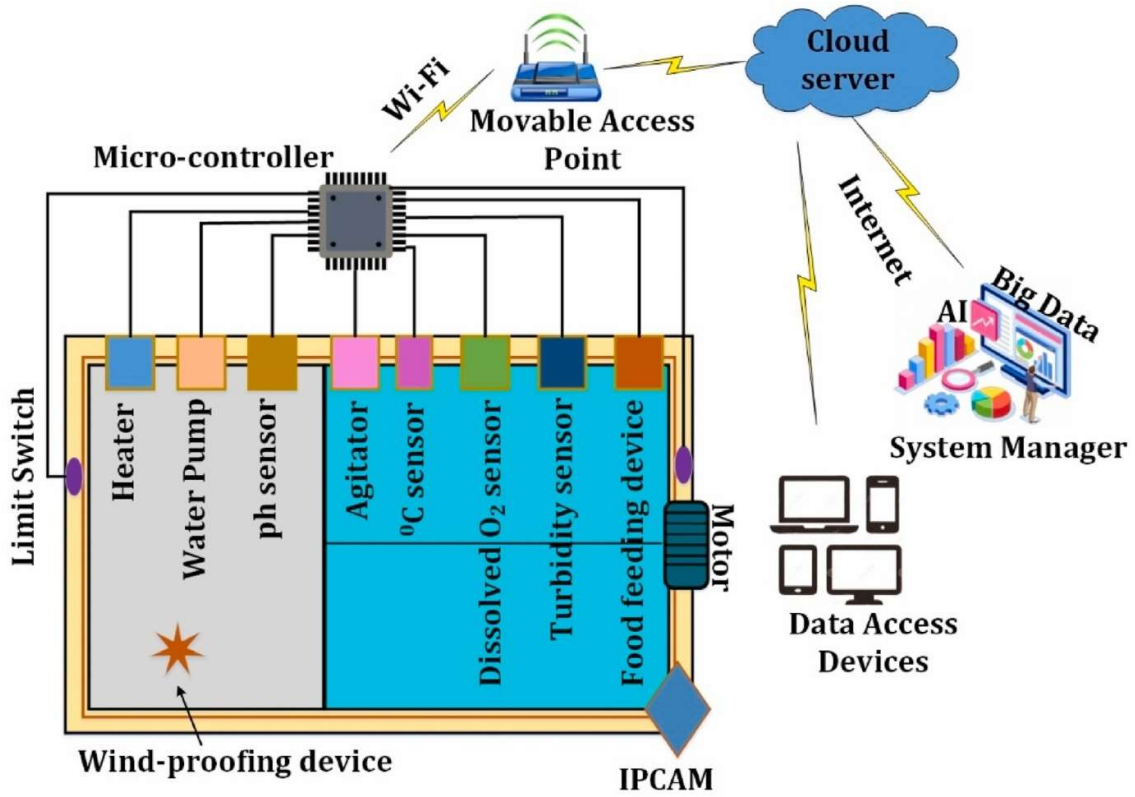 Cloud
server
Wi-Fi
Movable Access
Point
Micro-controller
Internet
AI
Big Data
System Manager
Limit Switch
Heater
Water Pump
ph sensor
Agitator
⁰C sensor
Dissolved O₂ sensor
Turbidity sensor
Food feeding device
Motor
Data Access
Devices
Wind-proofing device
IPCAM